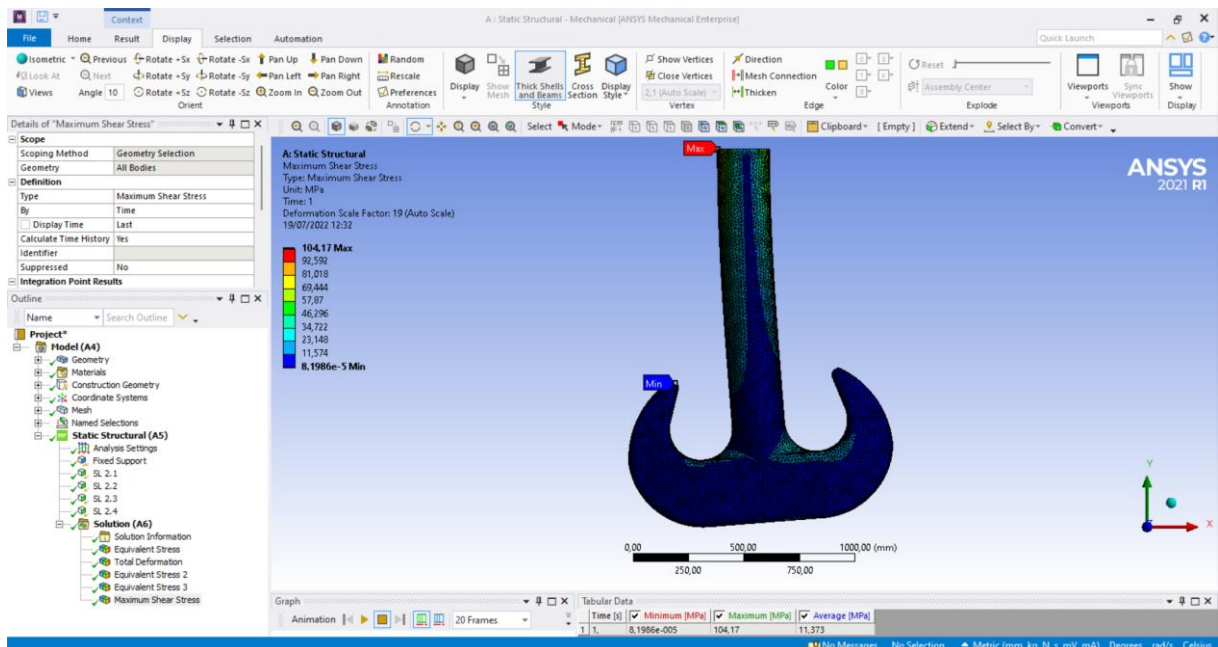 Context
A : Static Structural - Mechanical [ANSYS Mechanical Enterprise]
File Home Result Display Selection Automation
Quick Launch
Isometric Previous Rotate +Sx Rotate -Sx Pan Up Pan Down
Look At Next Rotate +Sy Rotate -Sy Pan Left Pan Right
Views Angle 10 Rotate +Sz Rotate -Sz Zoom In Zoom Out
Orient
Random
Rescale
Preferences
Annotation
Display
Show Mesh
Thick Shells and Beams
Cross Section
Display Style
Style
Show Vertices
Close Vertices
2,1 (Auto Scale)
Vertex
Direction
Mesh Connection
Thicken
Color
Edge
Reset
Assembly Center
Explode
Viewports
Sync Viewports
Viewports
Show
Display
Details of "Maximum Shear Stress"
Select Mode Clipboard [Empty] Extend Select By Convert
Scope
Scoping Method Geometry Selection
Geometry All Bodies
Definition
Type Maximum Shear Stress
By Time
Display Time Last
Calculate Time History Yes
Identifier
Suppressed No
Integration Point Results
Outline
Name Search Outline
Project*
Model (A4)
Geometry
Materials
Construction Geometry
Coordinate Systems
Mesh
Named Selections
Static Structural (A5)
Analysis Settings
Fixed Support
SL 2.1
SL 2.2
SL 2.3
SL 2.4
Solution (A6)
Solution Information
Equivalent Stress
Total Deformation
Equivalent Stress 2
Equivalent Stress 3
Maximum Shear Stress
A: Static Structural
Maximum Shear Stress
Type: Maximum Shear Stress
Unit: MPa
Time: 1
Deformation Scale Factor: 19 (Auto Scale)
19/07/2022 12:32
104,17 Max
92,592
81,018
69,444
57,87
46,296
34,722
23,148
11,574
8,1986e-5 Min
Max
Min
ANSYS
2021 R1
Y
X
0,00 500,00 1000,00 (mm)
250,00 750,00
Graph
Animation 20 Frames
Tabular Data
Time [s] Minimum [MPa] Maximum [MPa] Average [MPa]
1 1, 8,1986e-005 104,17 11,373
No Messages No Selection Metric (mm, kg, N, s, mV, mA) Degrees rad/s Celsius